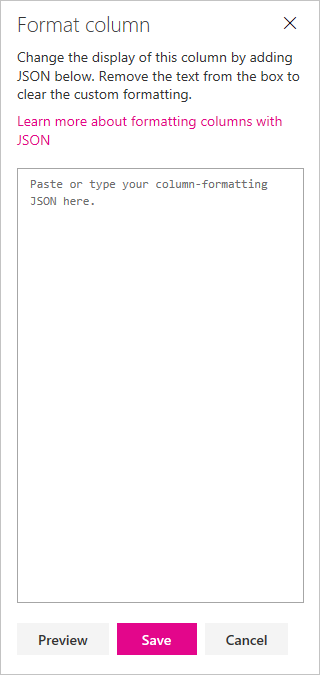 Format column
Change the display of this column by adding
JSON below. Remove the text from the box to
clear the custom formatting.
Learn more about formatting columns with
JSON
Paste or type your column-formatting
JSON here.
Preview Save Cancel